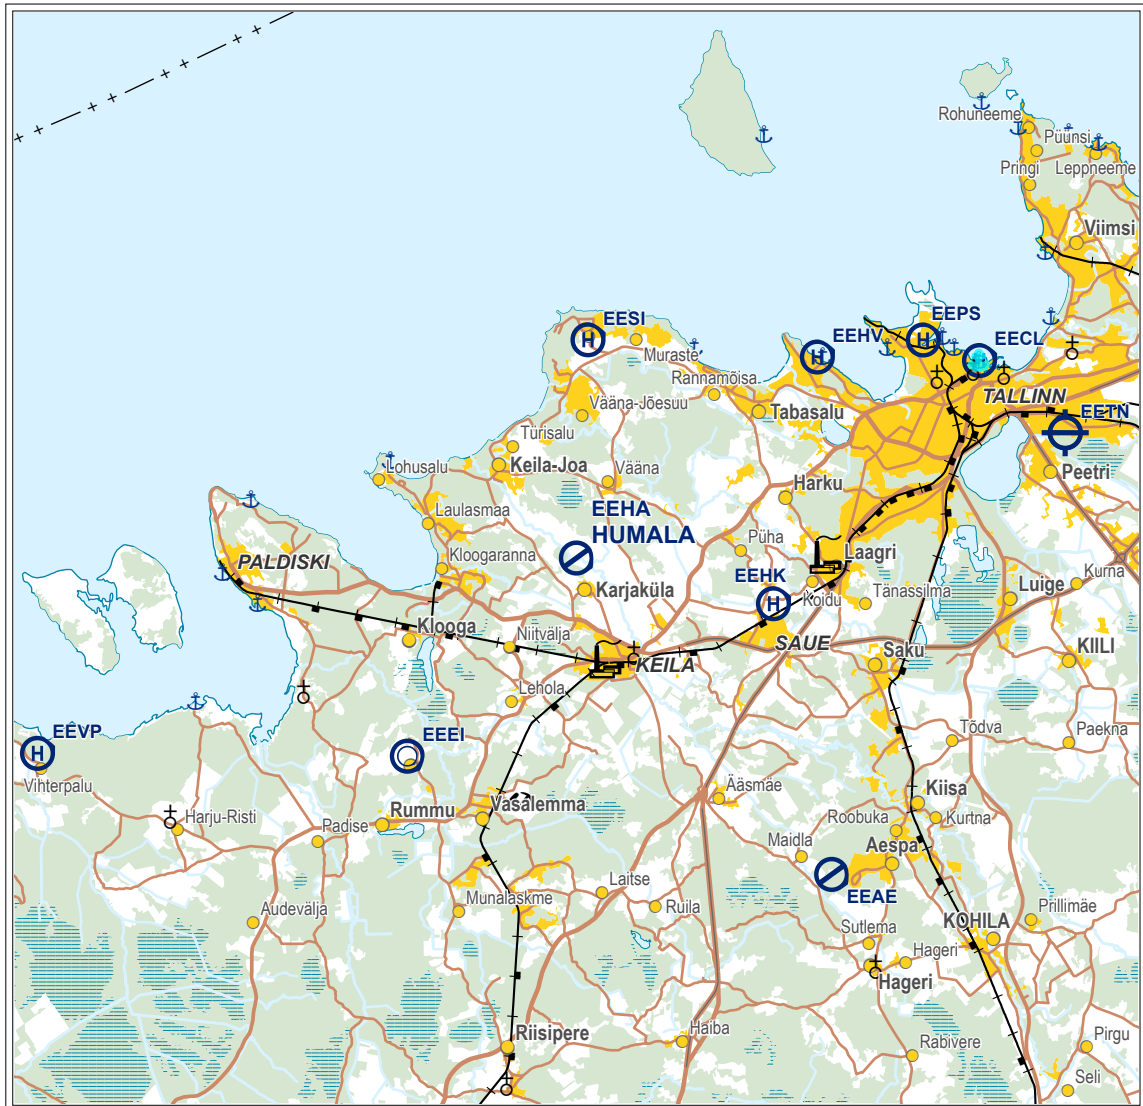 Rohuneeme
Püünsi
Pringi
Leppneeme
Viimsi
EESI
H
EEPS
H
EEHV
H
EECL
Muraste
Rannamõisa
TALLINN
Tabasalu
EETN
Vääna-Jõesuu
Türisalu
Keila-Joa
Vääna
Peetri
Lohusalu
Harku
EEHA
HUMALA
Laulasmaa
Püha
Laagri
PALDISKI
Kloogaranna
EEHK
H
Koidu
Tänassilma
Kurna
Luige
Karjaküla
Klooga
Niitvälja
KEILA
SAUE
Saku
KIILI
Lehola
EEVP
H
EEEI
Tõdva
Paekna
Vihterpalu
Ääsmäe
Vasalemma
Kiisa
Harju-Risti
Padise
Rummu
Roobuka
Kurtna
Maidla
Aespa
EEAE
Laitse
Munalaskme
Ruila
Audevälja
Prillimäe
KOHILA
Sutlema
Hageri
Hageri
Riisipere
Haiba
Rabivere
Pirgu
Seli